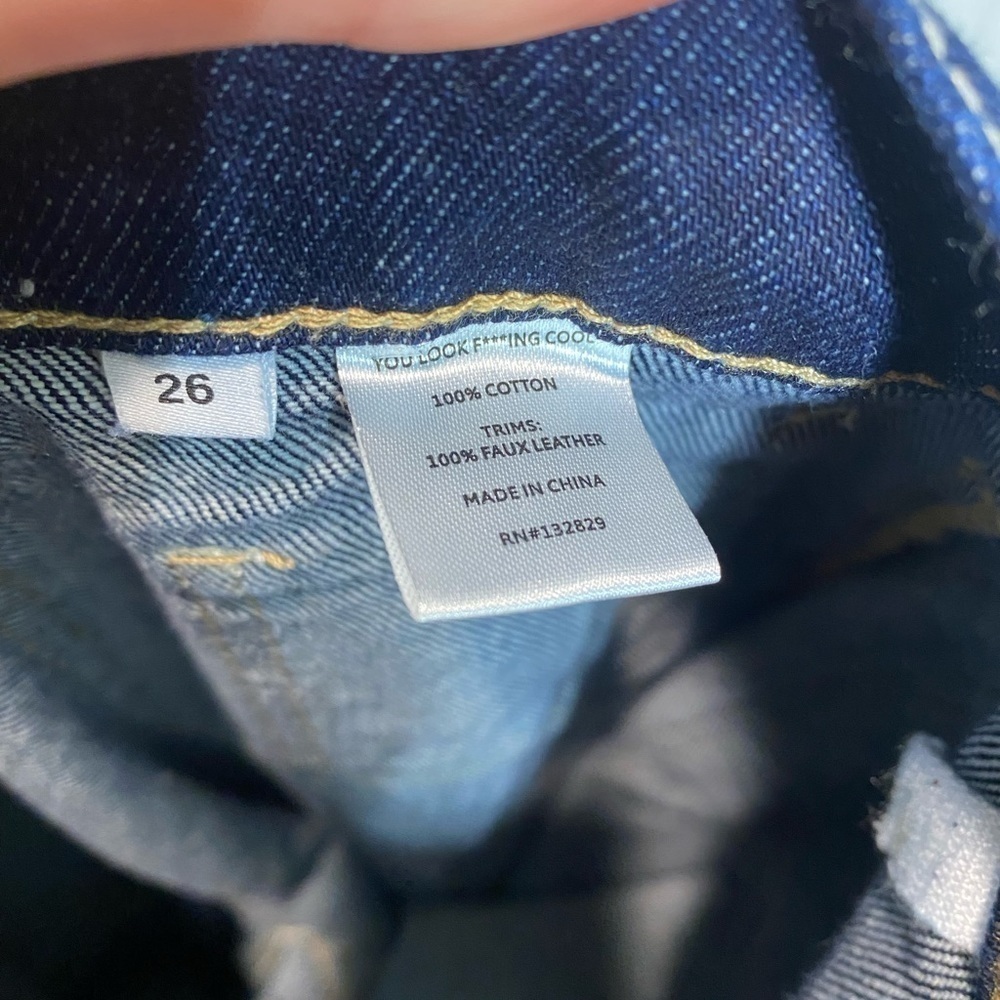 26
YOU LOOK F***ING COOL
100% COTTON
TRIMS:
100% FAUX LEATHER
MADE IN CHINA
RN#132829